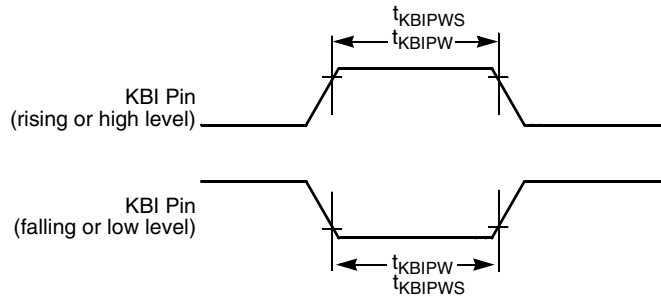 tKBIPWS
tKBIPW
KBI Pin
(rising or high level)
KBI Pin
(falling or low level)
tKBIPW
tKBIPWS